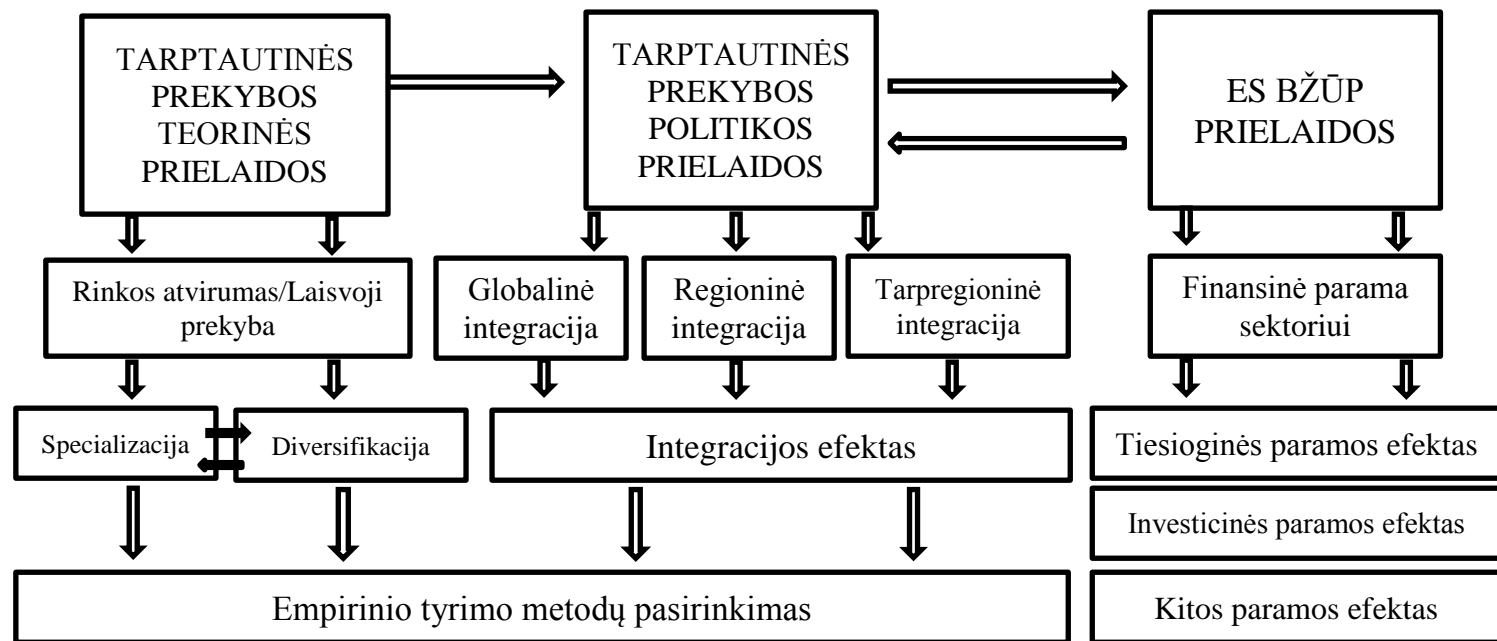 TARPTAUTINĖS
PREKYBOS
TEORINĖS
PRIELAIDOS
TARPTAUTINĖS
PREKYBOS
POLITIKOS
PRIELAIDOS
ES BŽŪP
PRIELAIDOS
Rinkos atvirumas/Laisvoji
prekyba
Globalinė
integracija
Regioninė
integracija
Tarpregioninė
integracija
Finansinė parama
sektoriui
Specializacija
Diversifikacija
Integracijos efektas
Tiesioginės paramos efektas
Investicinės paramos efektas
Empirinio tyrimo metodų pasirinkimas
Kitos paramos efektas